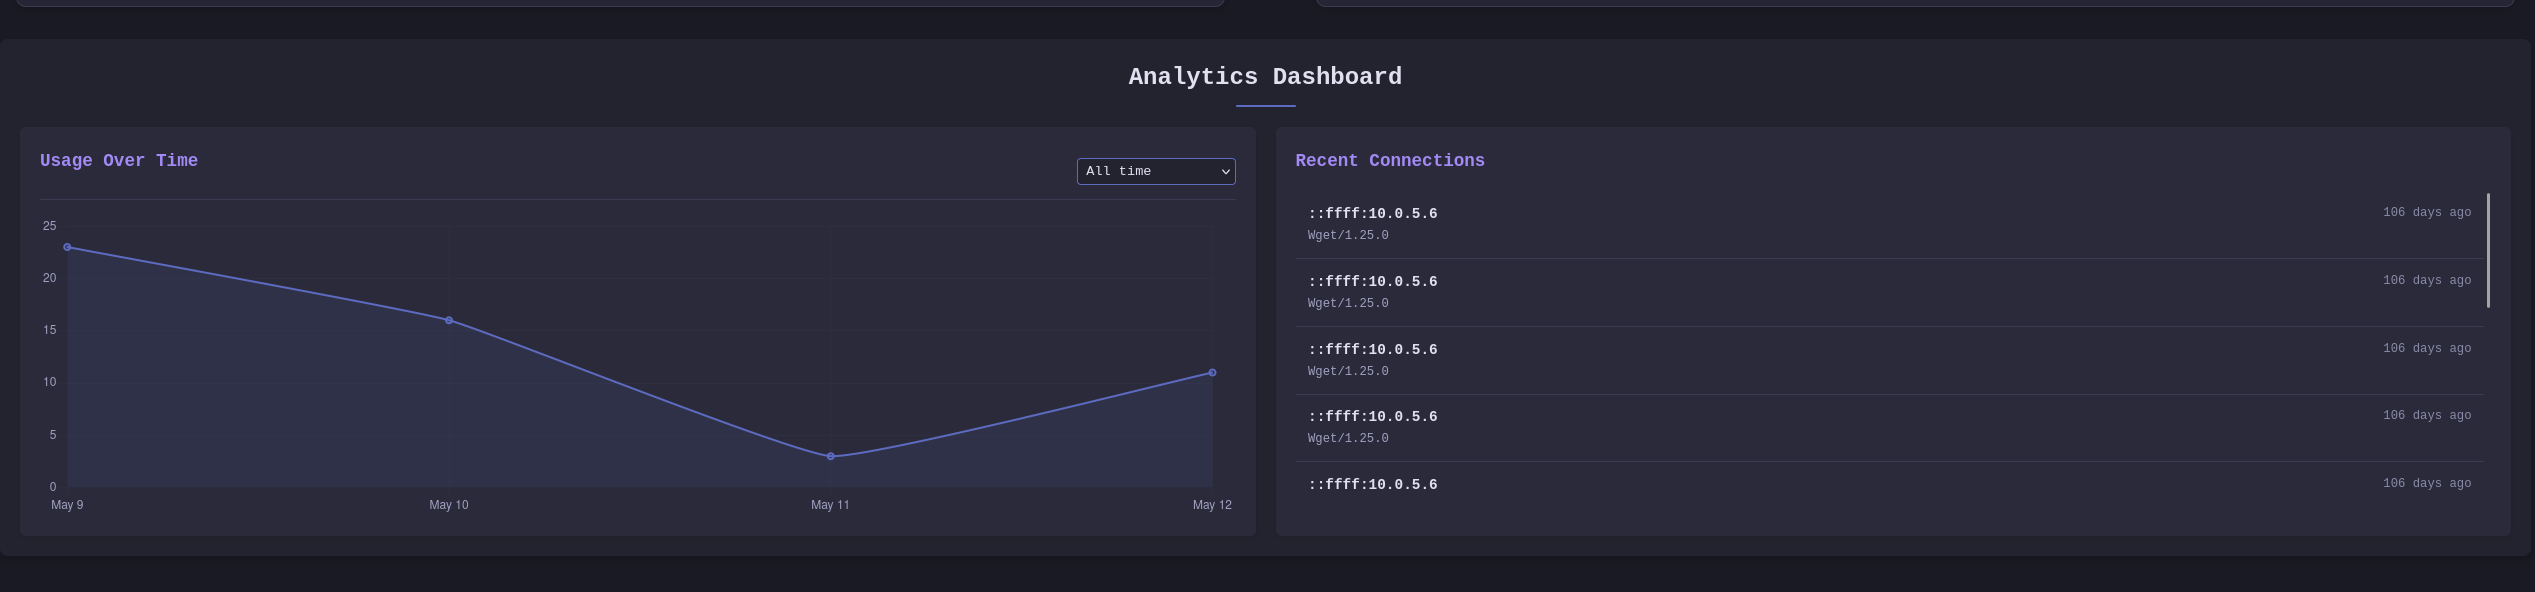 Analytics Dashboard
Usage Over Time
All time
25
20
15
10
5
0
May 9
May 10
May 11
May 12
Recent Connections
::ffff:10.0.5.6
106 days ago
Wget/1.25.0
::ffff:10.0.5.6
106 days ago
Wget/1.25.0
::ffff:10.0.5.6
106 days ago
Wget/1.25.0
::ffff:10.0.5.6
106 days ago
Wget/1.25.0
::ffff:10.0.5.6
106 days ago